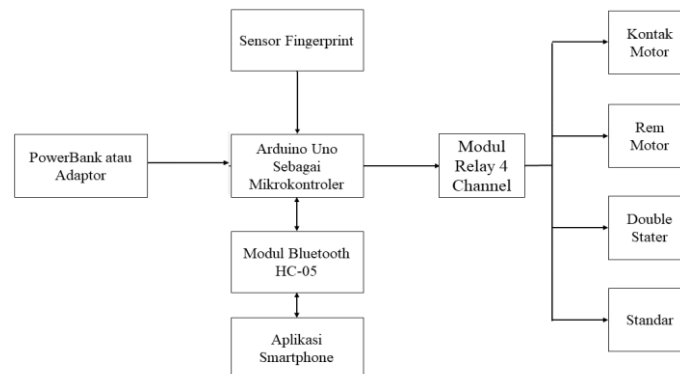 Sensor Fingerprint
Kontak
Motor
PowerBank atau
Adaptor
Arduino Uno
Sebagai
Mikrokontroler
Modul
Relay 4
Channel
Rem
Motor
Modul Bluetooth
HC-05
Double
Stater
Aplikasi
Smartphone
Standar